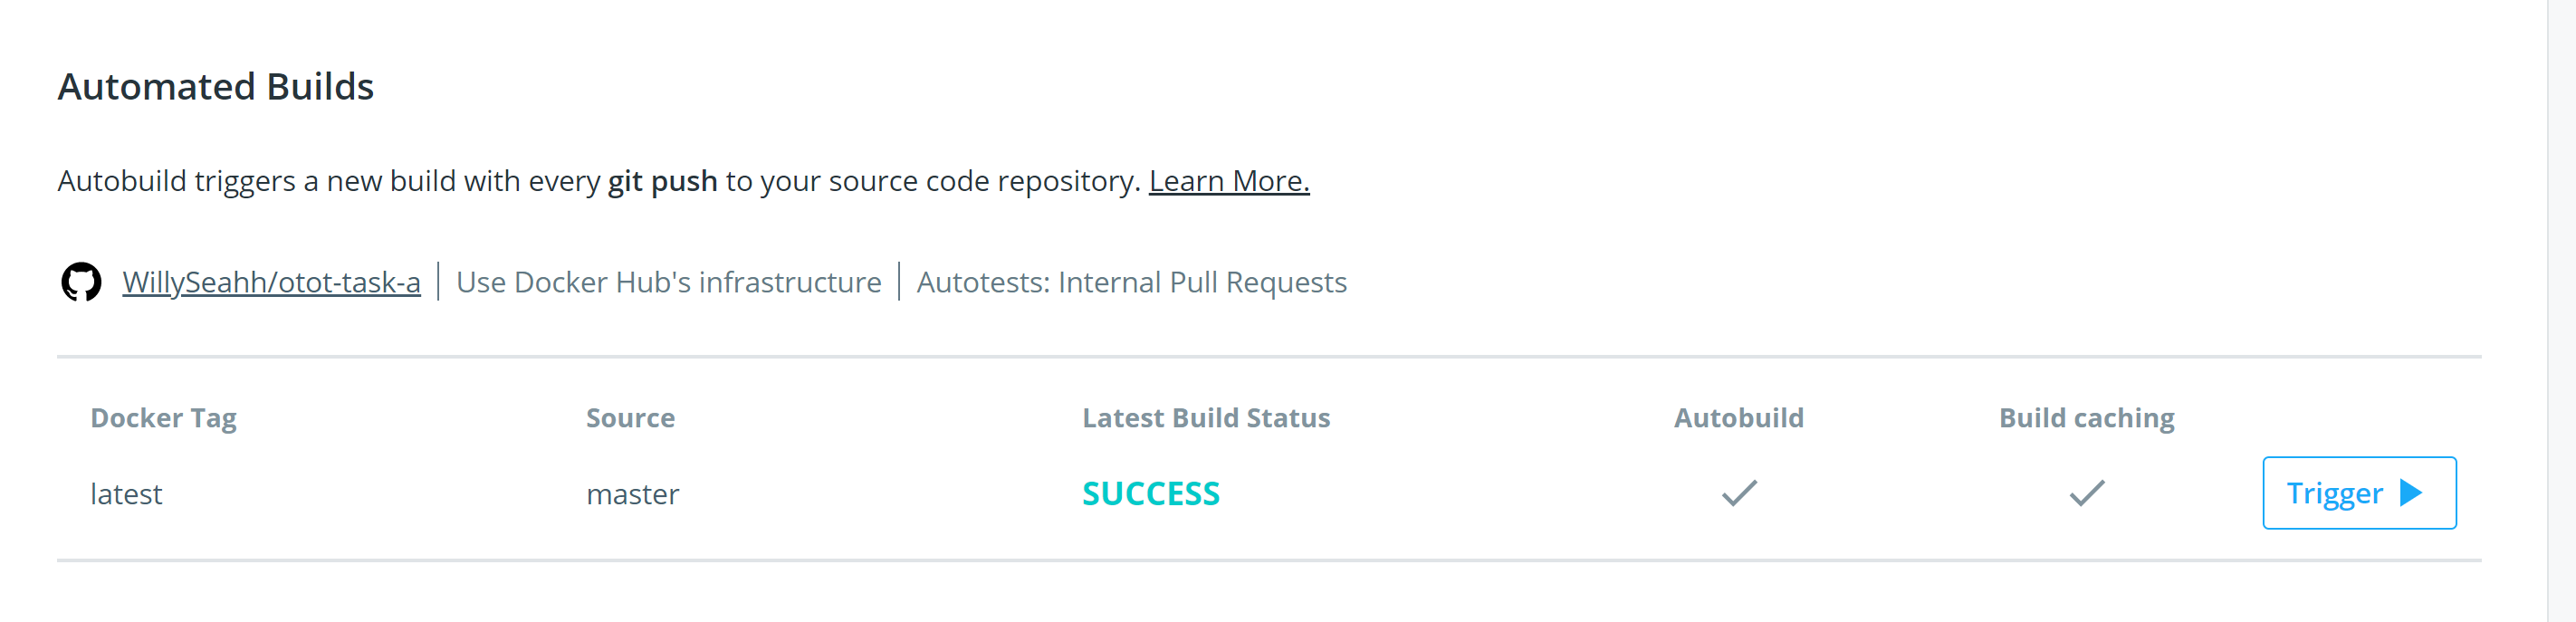 Automated Builds
Autobuild triggers a new build with every git push to your source code repository. Learn More.
WillySeahh/otot-task-a | Use Docker Hub's infrastructure | Autotests: Internal Pull Requests
Docker Tag Source Latest Build Status Autobuild Build caching
latest master SUCCESS ✓ ✓ Trigger ▶